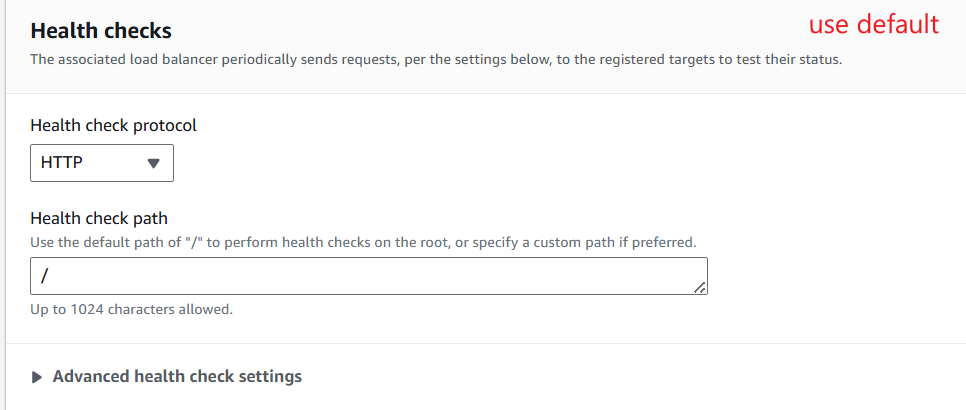 Health checks
use default
The associated load balancer periodically sends requests, per the settings below, to the registered targets to test their status.
Health check protocol
HTTP
Health check path
Use the default path of "/" to perform health checks on the root, or specify a custom path if preferred.
/
Up to 1024 characters allowed.
Advanced health check settings